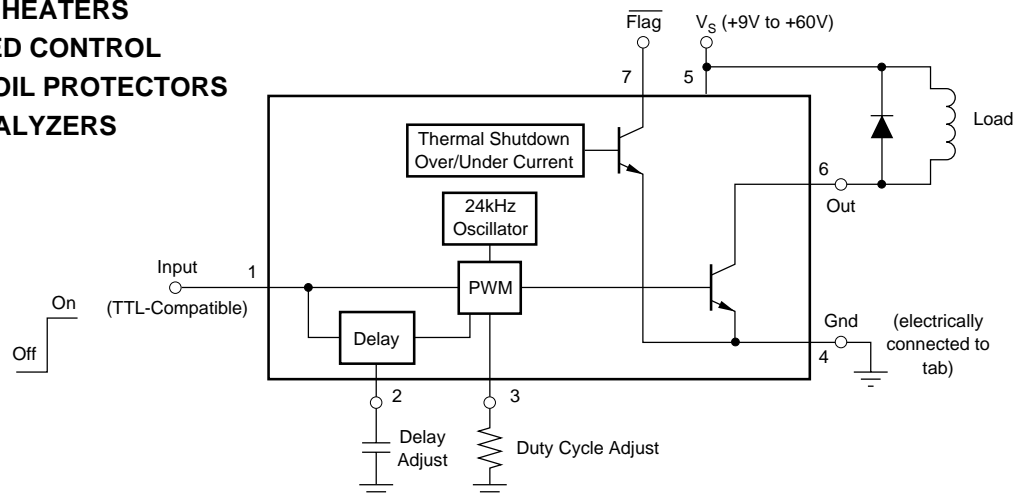 HEATERS
ED CONTROL
OIL PROTECTORS
ALYZERS
Flag
V_S (+9V to +60V)
7
5
Thermal Shutdown
Over/Under Current
Load
6
Out
24kHz
Oscillator
Input
1
(TTL-Compatible)
PWM
On
Off
Delay
Gnd
4
(electrically
connected to
tab)
2
3
Delay
Adjust
Duty Cycle Adjust